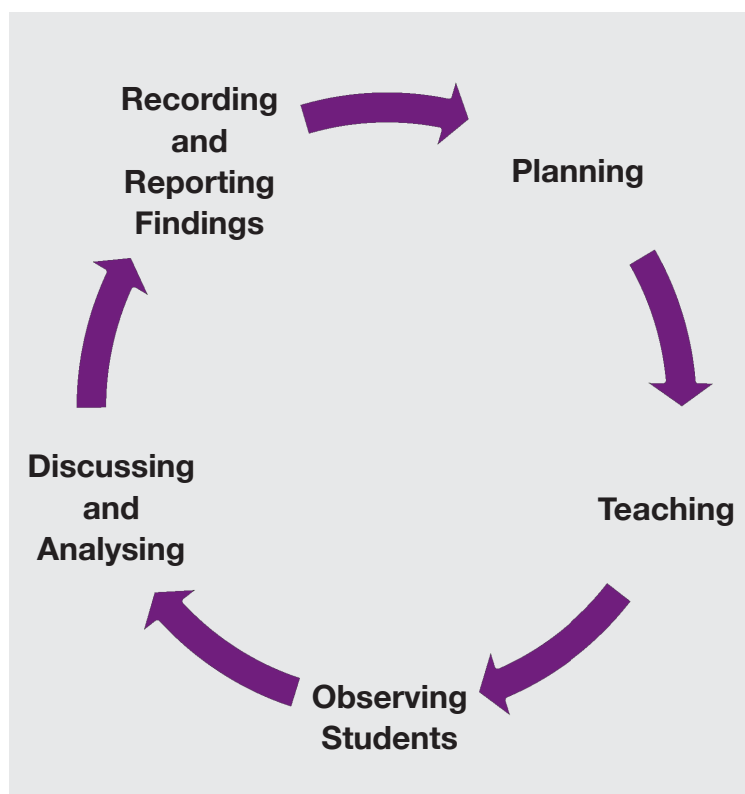 Recording
and
Reporting
Findings
Planning
Teaching
Observing
Students
Discussing
and
Analysing